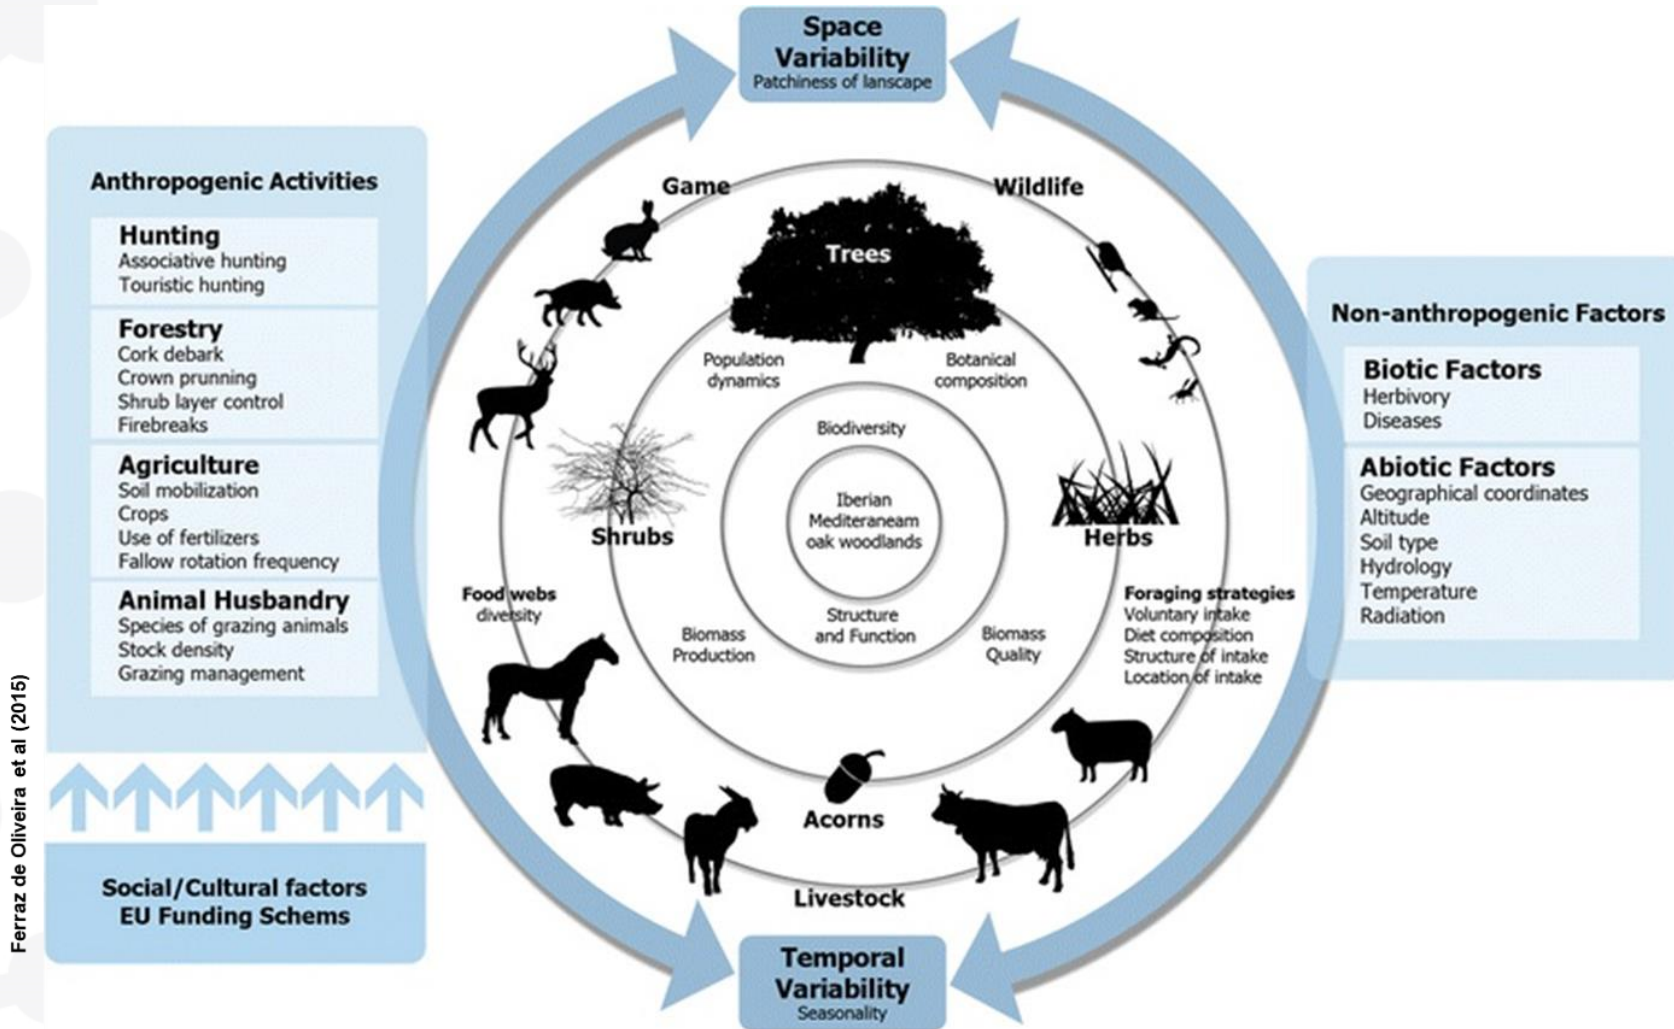 Space
Variability
Patchiness of lanscape
Anthropogenic Activities
Hunting
Associative hunting
Touristic hunting
Forestry
Cork debark
Crown prunning
Shrub layer control
Firebreaks
Agriculture
Soil mobilization
Crops
Use of fertilizers
Fallow rotation frequency
Animal Husbandry
Species of grazing animals
Stock density
Grazing management
Social/Cultural factors
EU Funding Schems
Ferraz de Oliveira et al (2015)
Game
Wildlife
Trees
Population
dynamics
Botanical
composition
Biodiversity
Iberian
Mediteraneam
oak woodlands
Structure
and Function
Shrubs
Herbs
Food webs
diversity
Biomass
Production
Biomass
Quality
Foraging strategies
Voluntary intake
Diet composition
Structure of intake
Location of intake
Acorns
Livestock
Temporal
Variability
Seasonality
Non-anthropogenic Factors
Biotic Factors
Herbivory
Diseases
Abiotic Factors
Geographical coordinates
Altitude
Soil type
Hydrology
Temperature
Radiation